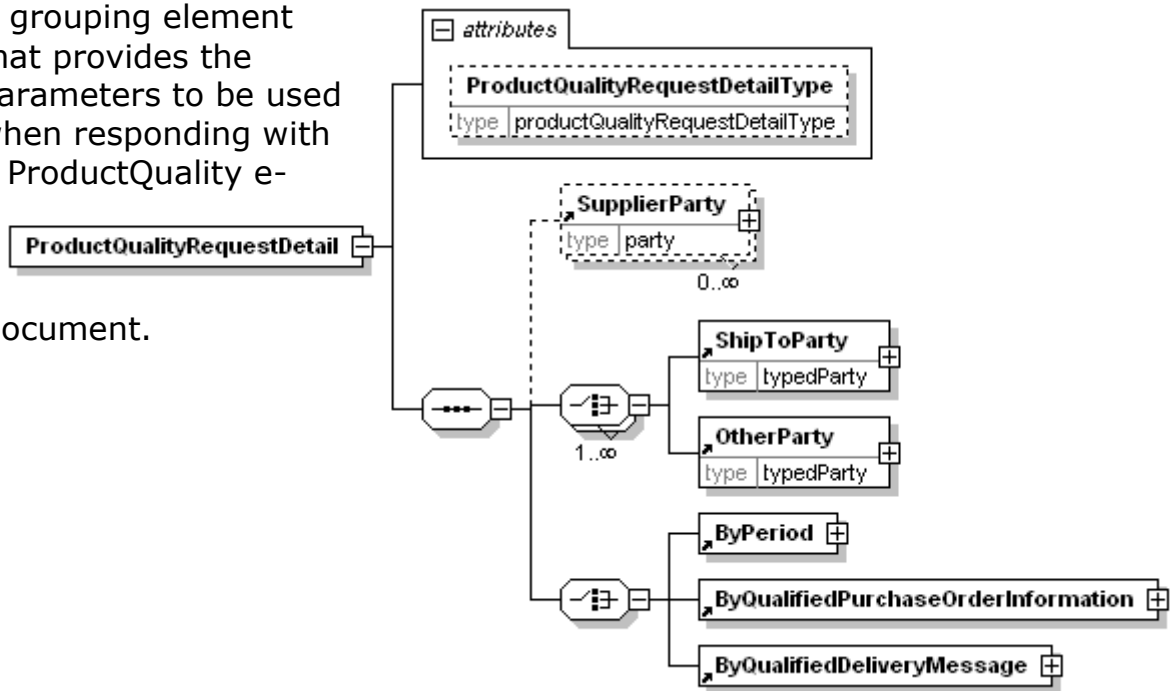 grouping element
hat provides the
arameters to be used
when responding with
ProductQuality e-
ocument.
ProductQualityRequestDetail
attributes
ProductQualityRequestDetailType
type productQualityRequestDetailType
SupplierParty
type party
0..∞
1..∞
ShipToParty
type typedParty
OtherParty
type typedParty
ByPeriod
ByQualifiedPurchaseOrderInformation
ByQualifiedDeliveryMessage